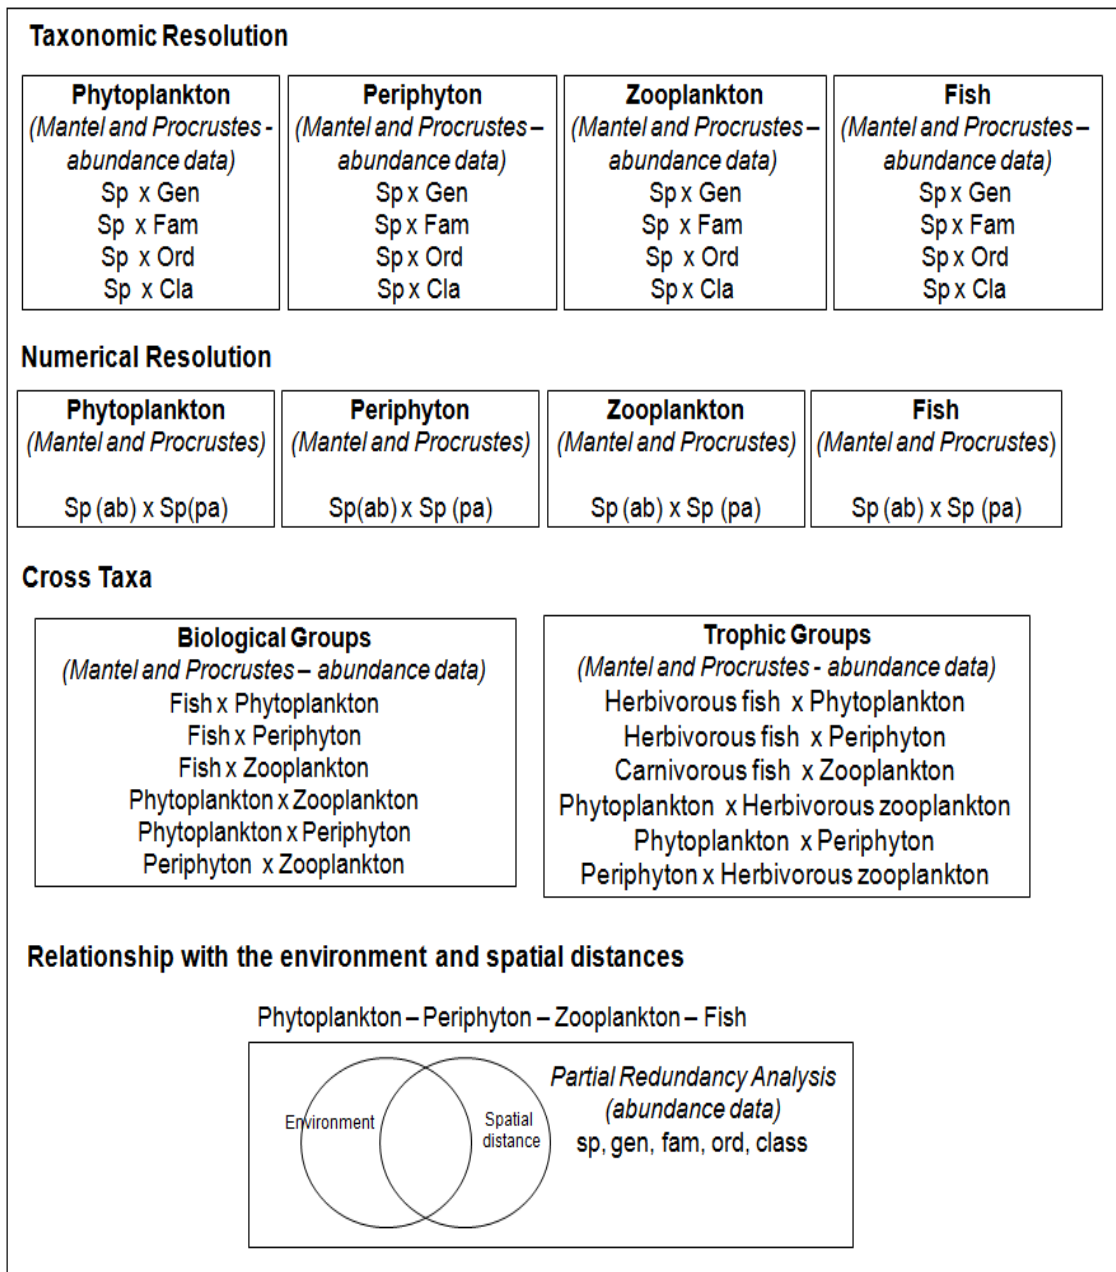 Taxonomic Resolution
Phytoplankton
(Mantel and Procrustes -
abundance data)
Sp x Gen
Sp x Fam
Sp x Ord
Sp x Cla
Periphyton
(Mantel and Procrustes –
abundance data)
Sp x Gen
Sp x Fam
Sp x Ord
Sp x Cla
Zooplankton
(Mantel and Procrustes –
abundance data)
Sp x Gen
Sp x Fam
Sp x Ord
Sp x Cla
Fish
(Mantel and Procrustes –
abundance data)
Sp x Gen
Sp x Fam
Sp x Ord
Sp x Cla
Numerical Resolution
Phytoplankton
(Mantel and Procrustes)
Sp (ab) x Sp(pa)
Periphyton
(Mantel and Procrustes)
Sp(ab) x Sp (pa)
Zooplankton
(Mantel and Procrustes)
Sp (ab) x Sp (pa)
Fish
(Mantel and Procrustes)
Sp (ab) x Sp (pa)
Cross Taxa
Biological Groups
(Mantel and Procrustes – abundance data)
Fish x Phytoplankton
Fish x Periphyton
Fish x Zooplankton
Phytoplankton x Zooplankton
Phytoplankton x Periphyton
Periphyton x Zooplankton
Trophic Groups
(Mantel and Procrustes - abundance data)
Herbivorous fish x Phytoplankton
Herbivorous fish x Periphyton
Carnivorous fish x Zooplankton
Phytoplankton x Herbivorous zooplankton
Phytoplankton x Periphyton
Periphyton x Herbivorous zooplankton
Relationship with the environment and spatial distances
Phytoplankton – Periphyton – Zooplankton – Fish
Environment
Spatial
distance
Partial Redundancy Analysis
(abundance data)
sp, gen, fam, ord, class